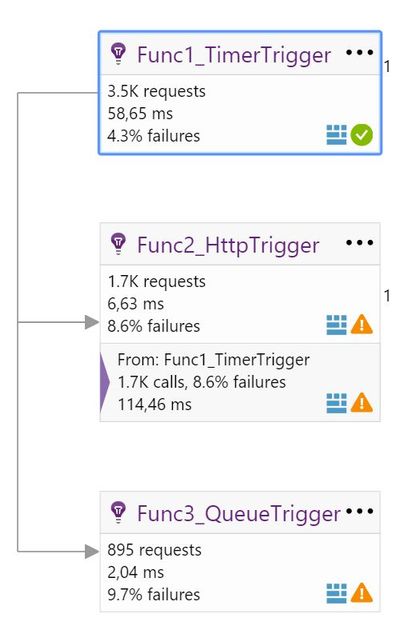 Func1_TimerTrigger •••
1
3.5K requests
58,65 ms
4.3% failures
Func2_HttpTrigger •••
1.7K requests
1
6,63 ms
8.6% failures
From: Func1_TimerTrigger
1.7K calls, 8.6% failures
114,46 ms
Func3_QueueTrigger •••
895 requests
2,04 ms
9.7% failures